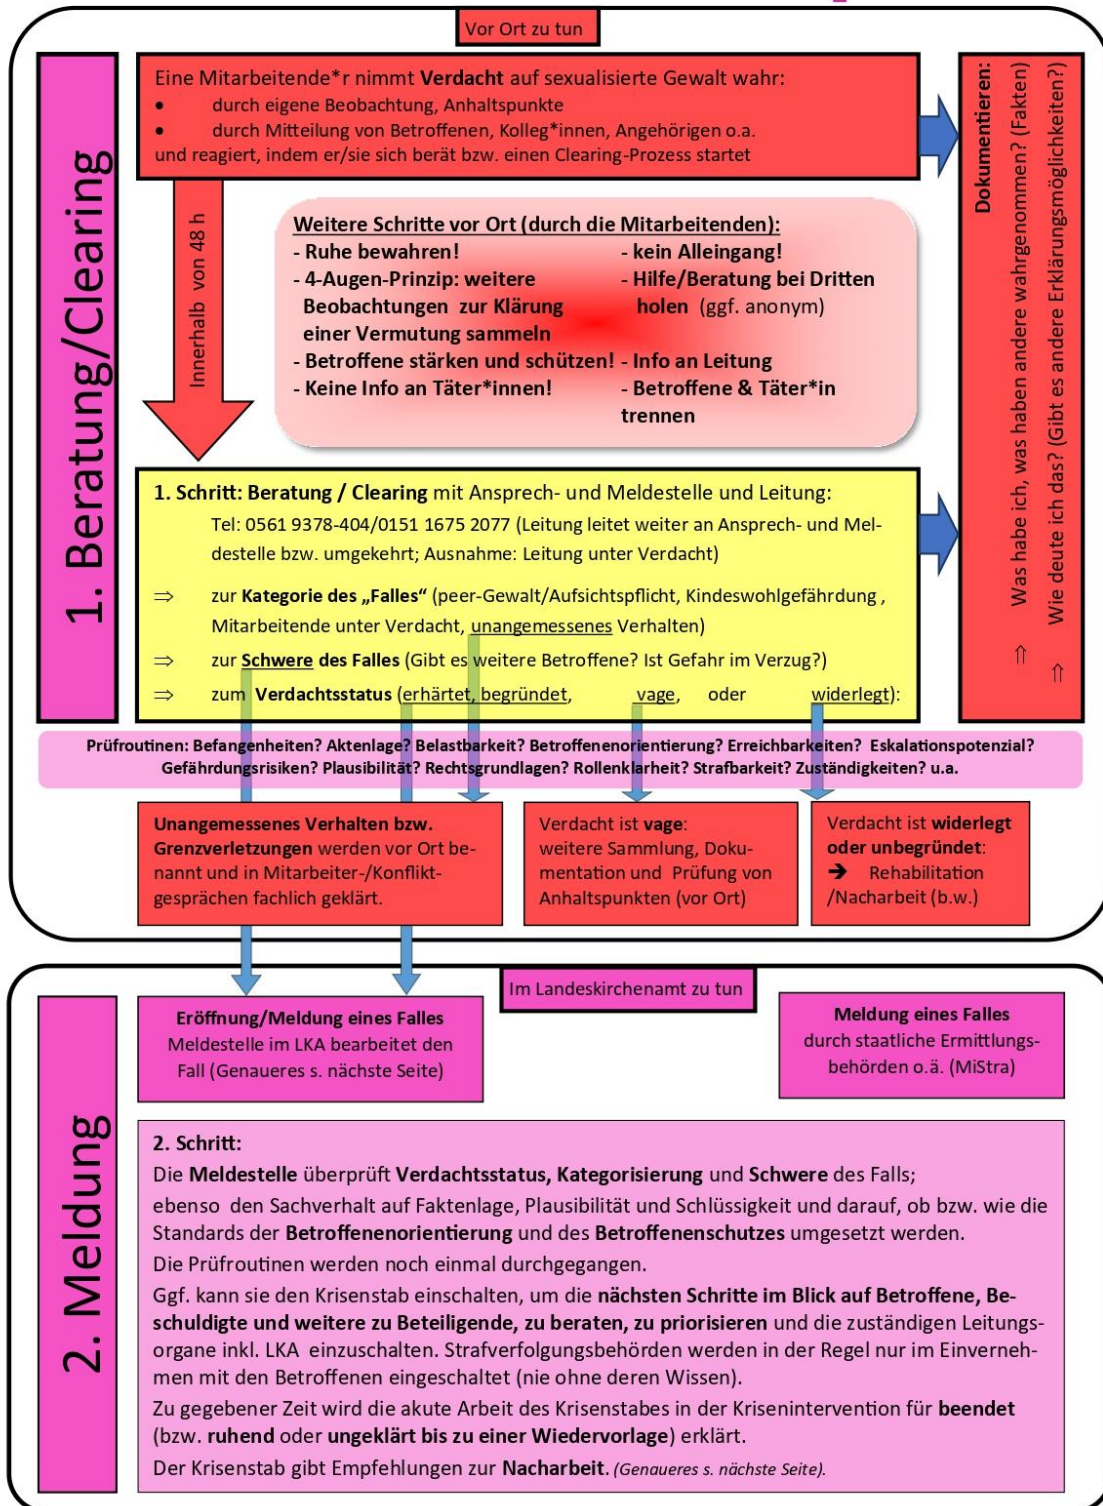 Vor Ort zu tun
1. Beratung/Clearing
Eine Mitarbeitende*r nimmt Verdacht auf sexualisierte Gewalt wahr:
• durch eigene Beobachtung, Anhaltspunkte
• durch Mitteilung von Betroffenen, Kolleg*innen, Angehörigen o.a.
und reagiert, indem er/sie sich berät bzw. einen Clearing-Prozess startet
Dokumentieren:
⇒ Was habe ich, was haben andere wahrgenommen? (Fakten)
⇒ Wie deute ich das? (Gibt es andere Erklärungsmöglichkeiten?)
Innerhalb von 48 h
Weitere Schritte vor Ort (durch die Mitarbeitenden):
- Ruhe bewahren! - kein Alleingang!
- 4-Augen-Prinzip: weitere - Hilfe/Beratung bei Dritten
Beobachtungen zur Klärung holen (ggf. anonym)
einer Vermutung sammeln
- Betroffene stärken und schützen! - Info an Leitung
- Keine Info an Täter*innen! - Betroffene & Täter*in
trennen
1. Schritt: Beratung / Clearing mit Ansprech- und Meldestelle und Leitung:
Tel: 0561 9378-404/0151 1675 2077 (Leitung leitet weiter an Ansprech- und Mel-
destelle bzw. umgekehrt; Ausnahme: Leitung unter Verdacht)
⇒ zur Kategorie des „Falles“ (peer-Gewalt/Aufsichtspflicht, Kindeswohlgefährdung ,
Mitarbeitende unter Verdacht, unangemessenes Verhalten)
⇒ zur Schwere des Falles (Gibt es weitere Betroffene? Ist Gefahr im Verzug?)
⇒ zum Verdachtsstatus (erhärtet, begründet, vage, oder widerlegt):
Prüfroutinen: Befangenheiten? Aktenlage? Belastbarkeit? Betroffenenorientierung? Erreichbarkeiten? Eskalationspotenzial?
Gefährdungsrisiken? Plausibilität? Rechtsgrundlagen? Rollenklarheit? Strafbarkeit? Zuständigkeiten? u.a.
Unangemessenes Verhalten bzw.
Grenzverletzungen werden vor Ort be-
nannt und in Mitarbeiter-/Konflikt-
gesprächen fachlich geklärt.
Verdacht ist vage:
weitere Sammlung, Doku-
mentation und Prüfung von
Anhaltspunkten (vor Ort)
Verdacht ist widerlegt
oder unbegründet:
➔ Rehabilitation
/Nacharbeit (b.w.)
Im Landeskirchenamt zu tun
2. Meldung
Eröffnung/Meldung eines Falles
Meldestelle im LKA bearbeitet den
Fall (Genaueres s. nächste Seite)
Meldung eines Falles
durch staatliche Ermittlungs-
behörden o.ä. (MiStra)
2. Schritt:
Die Meldestelle überprüft Verdachtsstatus, Kategorisierung und Schwere des Falls;
ebenso den Sachverhalt auf Faktenlage, Plausibilität und Schlüssigkeit und darauf, ob bzw. wie die
Standards der Betroffenenorientierung und des Betroffenenschutzes umgesetzt werden.
Die Prüfroutinen werden noch einmal durchgegangen.
Ggf. kann sie den Krisenstab einschalten, um die nächsten Schritte im Blick auf Betroffene, Be-
schuldigte und weitere zu Beteiligende, zu beraten, zu priorisieren und die zuständigen Leitungs-
organe inkl. LKA einzuschalten. Strafverfolgungsbehörden werden in der Regel nur im Einverneh-
men mit den Betroffenen eingeschaltet (nie ohne deren Wissen).
Zu gegebener Zeit wird die akute Arbeit des Krisenstabes in der Krisenintervention für beendet
(bzw. ruhend oder ungeklärt bis zu einer Wiedervorlage) erklärt.
Der Krisenstab gibt Empfehlungen zur Nacharbeit. (Genaueres s. nächste Seite).